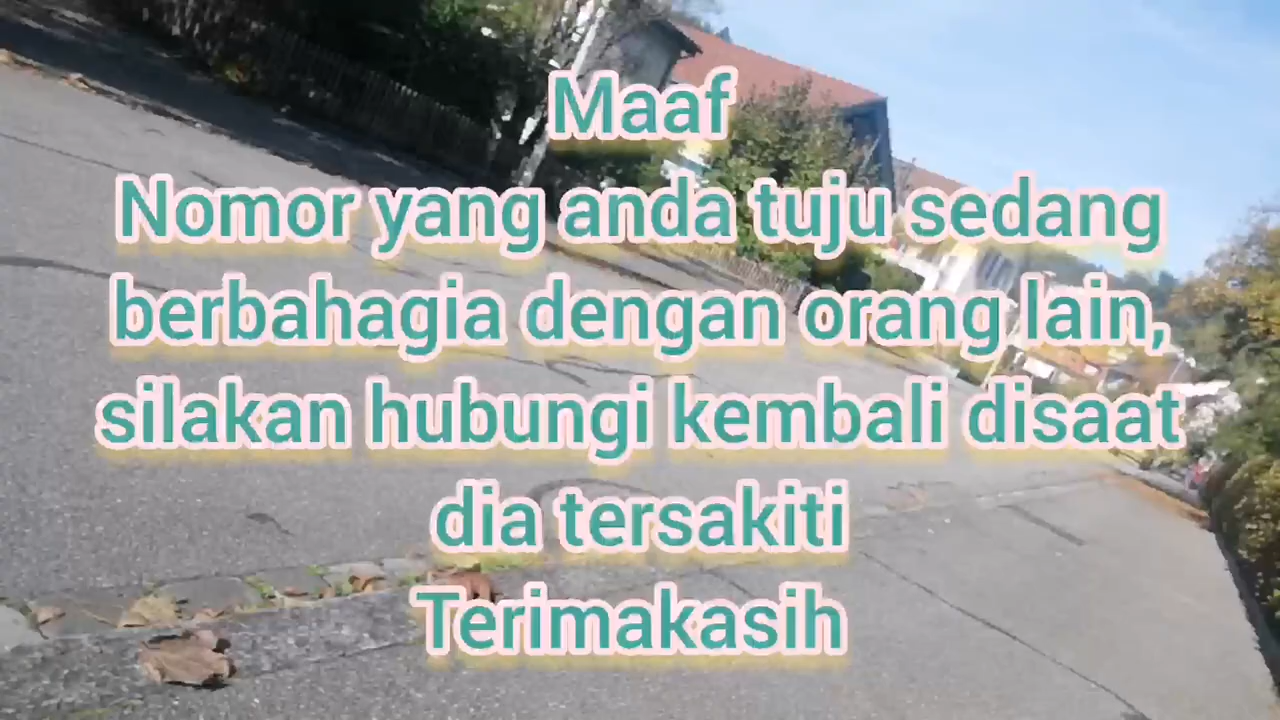 Maaf
Nomor yang anda tuju sedang
berbahagia dengan orang lain,
silakan hubungi kembali disaat
dia tersakiti
Terimakasih